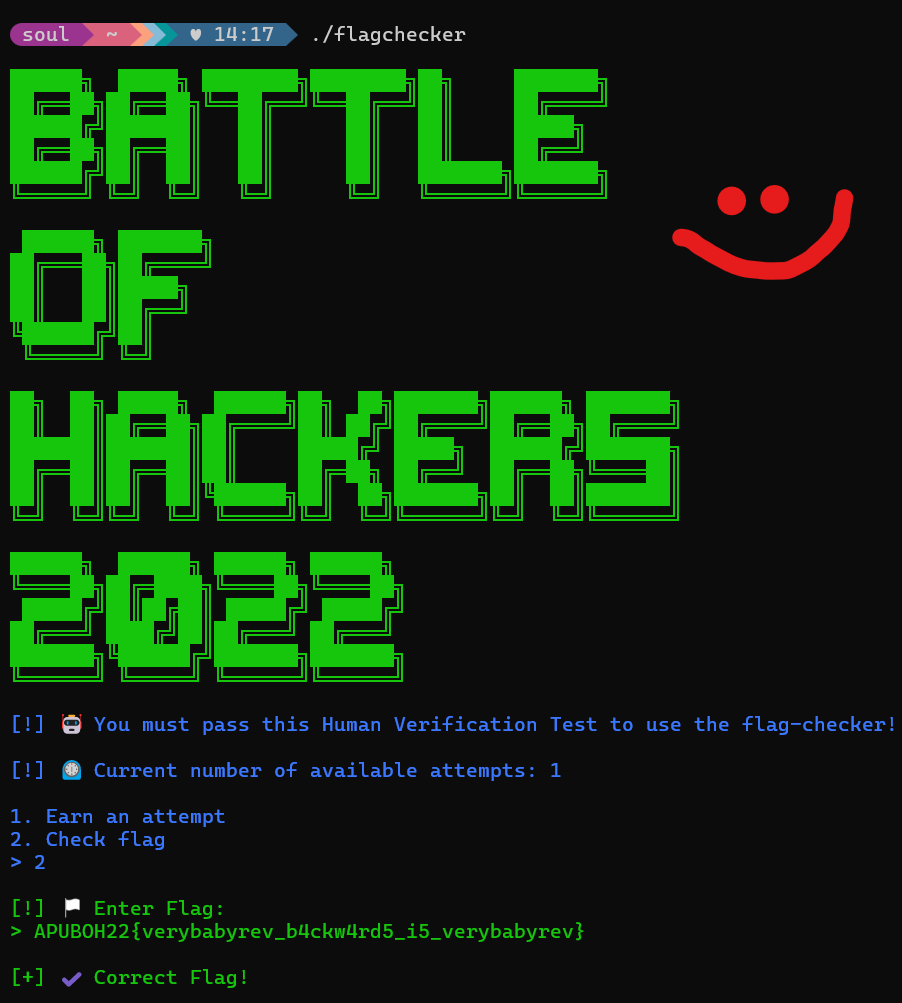 soul ~ ♥ 14:17 ./flagchecker
BATTLE
OF
HACKERS
2022
[!] 🤖 You must pass this Human Verification Test to use the flag-checker!
[!] ⏲️ Current number of available attempts: 1
1. Earn an attempt
2. Check flag
> 2
[!] 🏳️ Enter Flag:
> APUBOH22{verybabyrev_b4ckw4rd5_i5_verybabyrev}
[+] ✔️ Correct Flag!